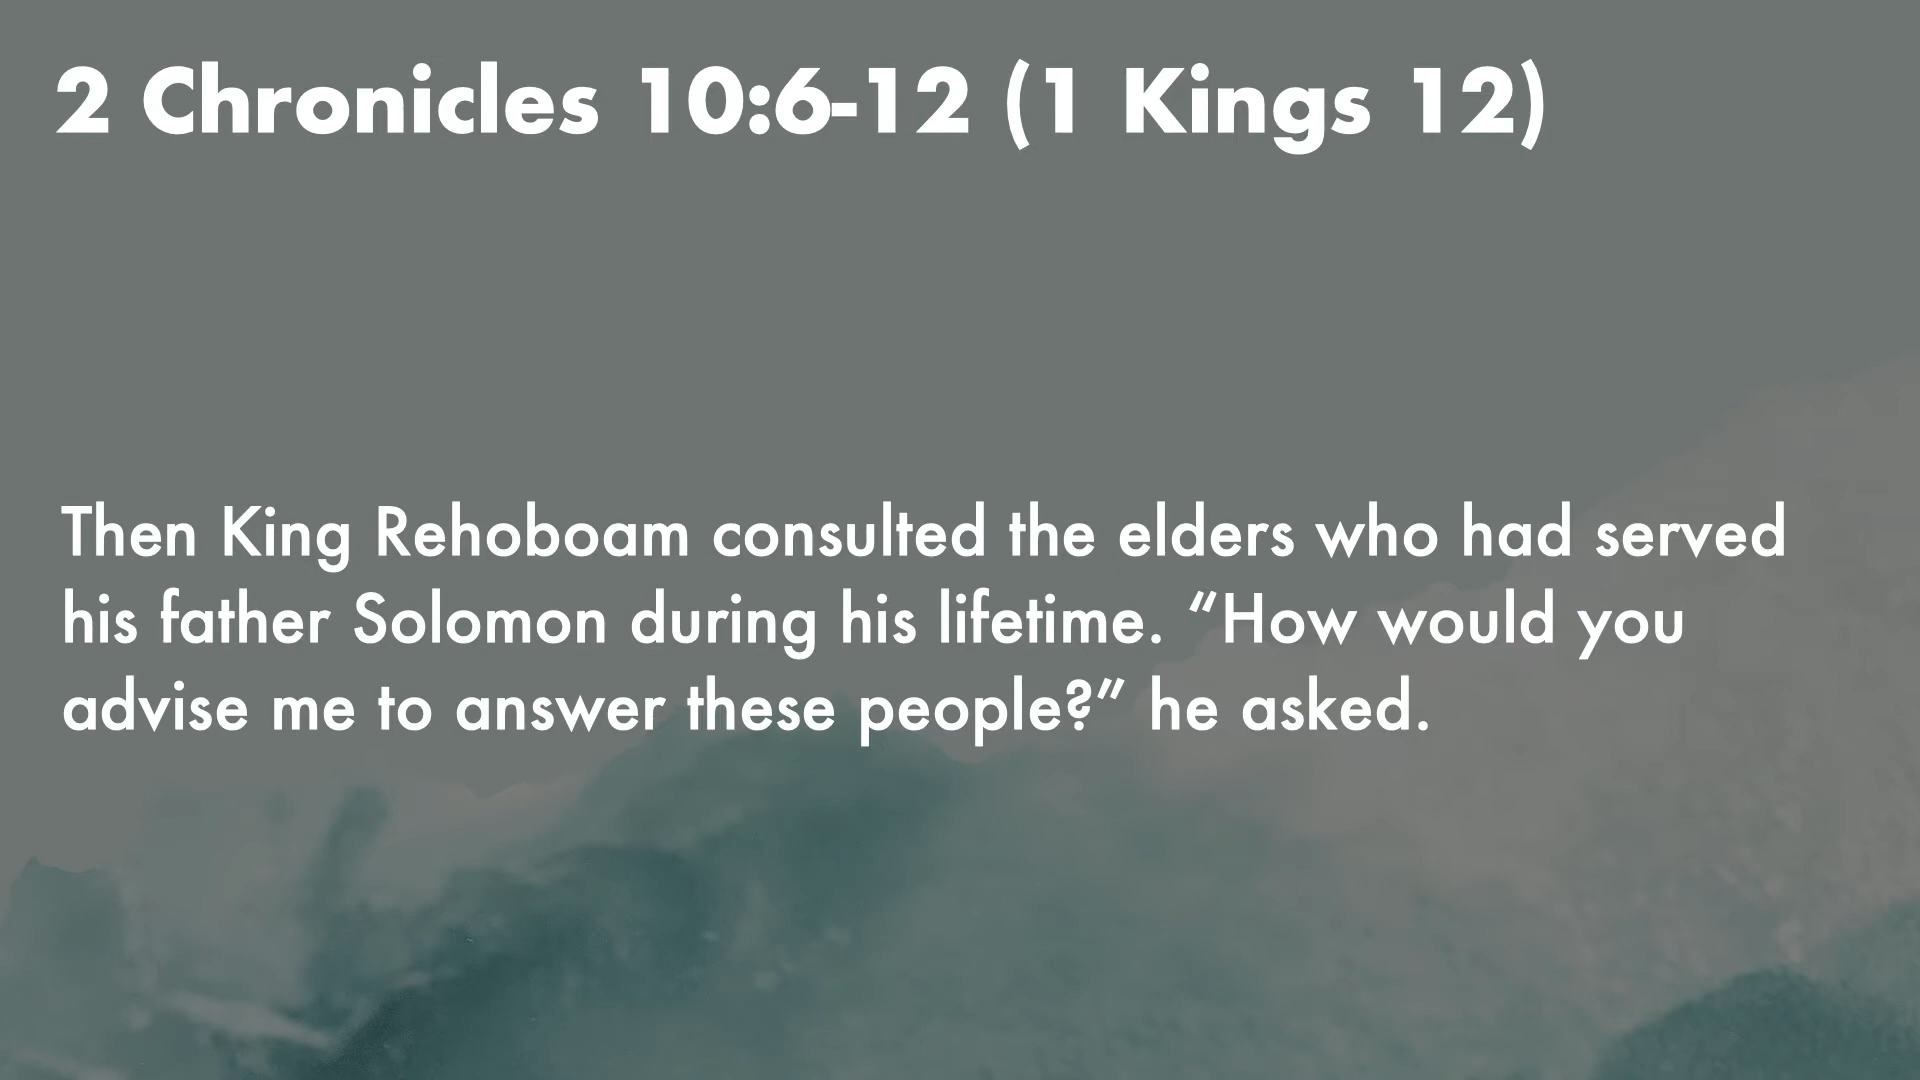 2 Chronicles 10:6-12 (1 Kings 12)
Then King Rehoboam consulted the elders who had served
his father Solomon during his lifetime. “How would you
advise me to answer these people?” he asked.